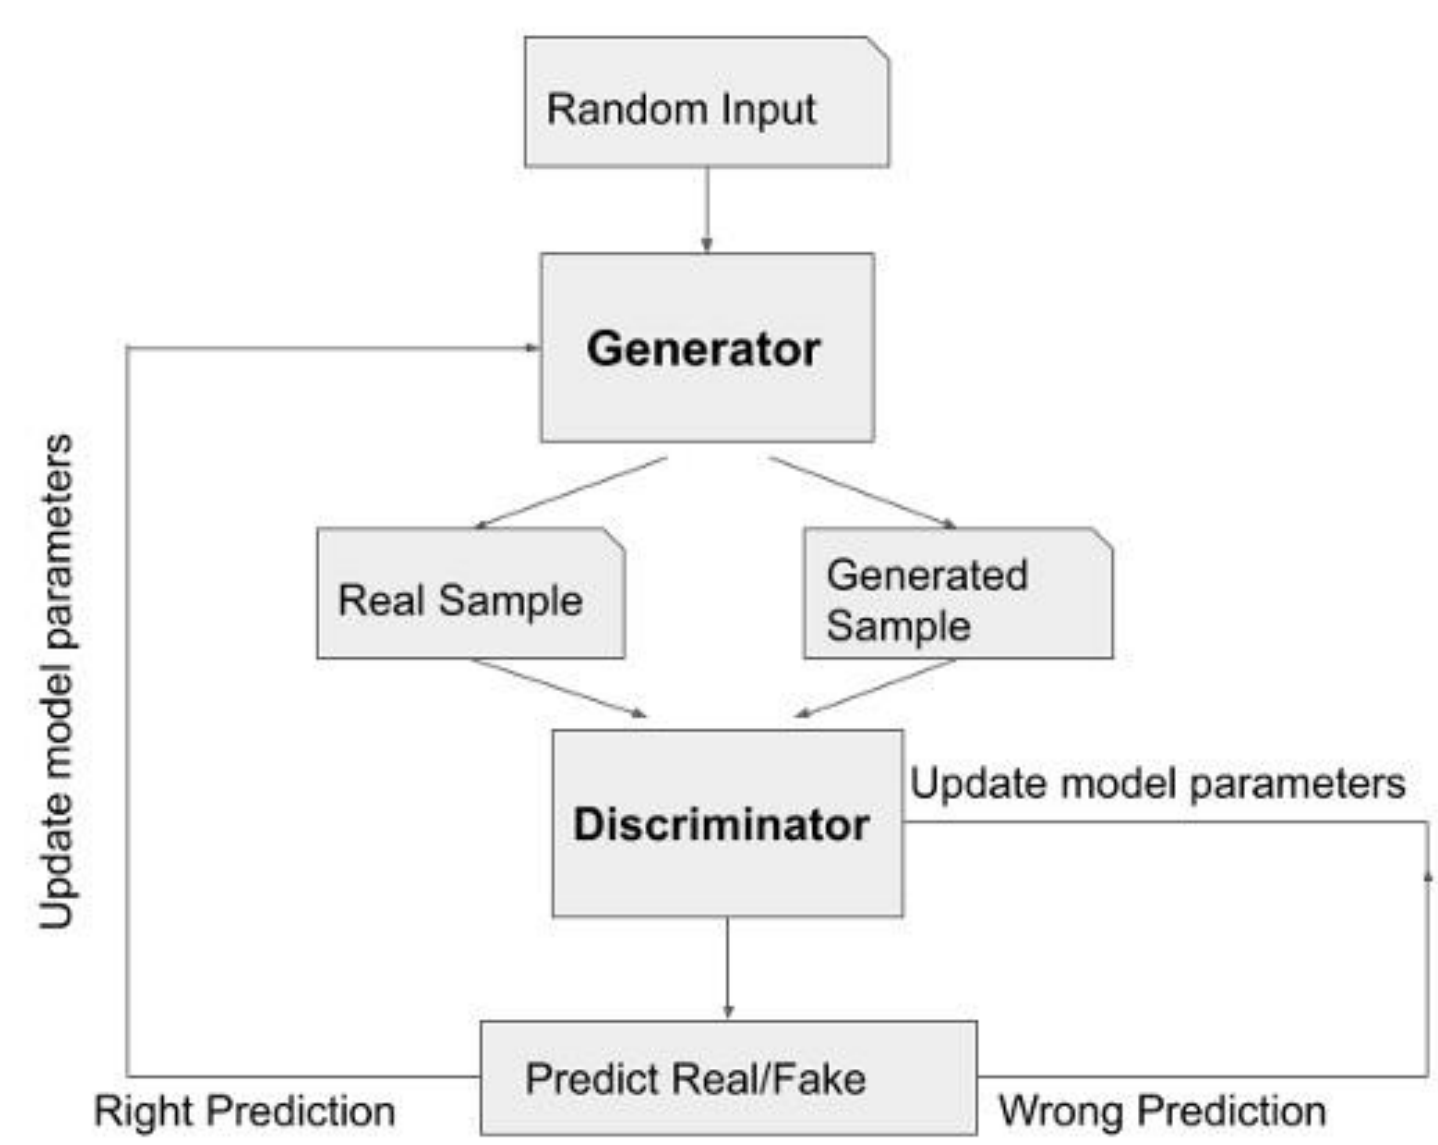 Random Input
Generator
Update model parameters
Real Sample
Generated
Sample
Discriminator
Update model parameters
Predict Real/Fake
Right Prediction
Wrong Prediction